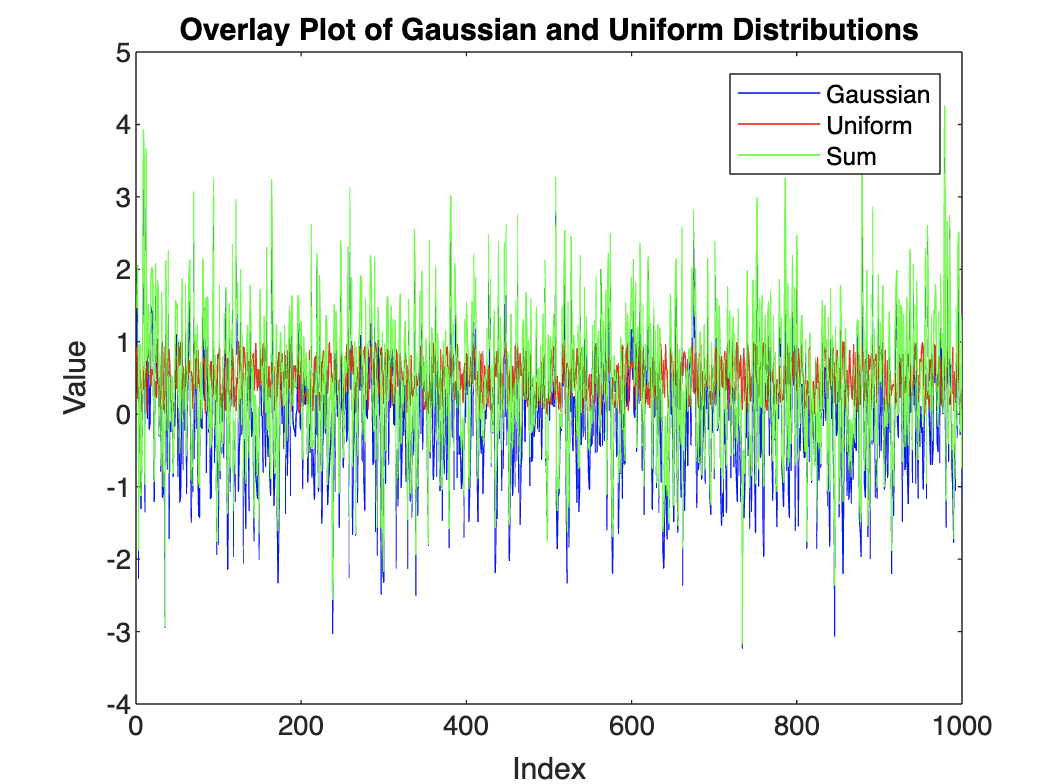 Overlay Plot of Gaussian and Uniform Distributions
5
4
3
2
1
0
-1
-2
-3
-4
Value
Gaussian
Uniform
Sum
0
200
400
600
800
1000
Index